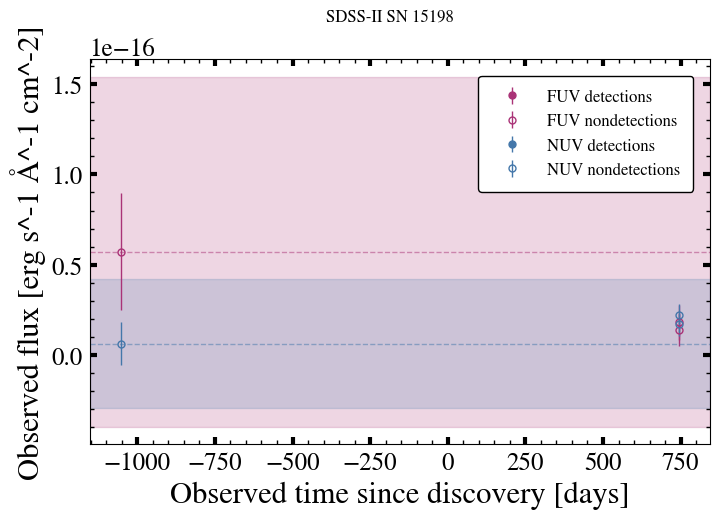 SDSS-II SN 15198
1e−16
Observed flux [erg s^-1 Å^-1 cm^-2]
1.5
1.0
0.5
0.0
FUV detections
FUV nondetections
NUV detections
NUV nondetections
−1000 −750 −500 −250 0 250 500 750
Observed time since discovery [days]